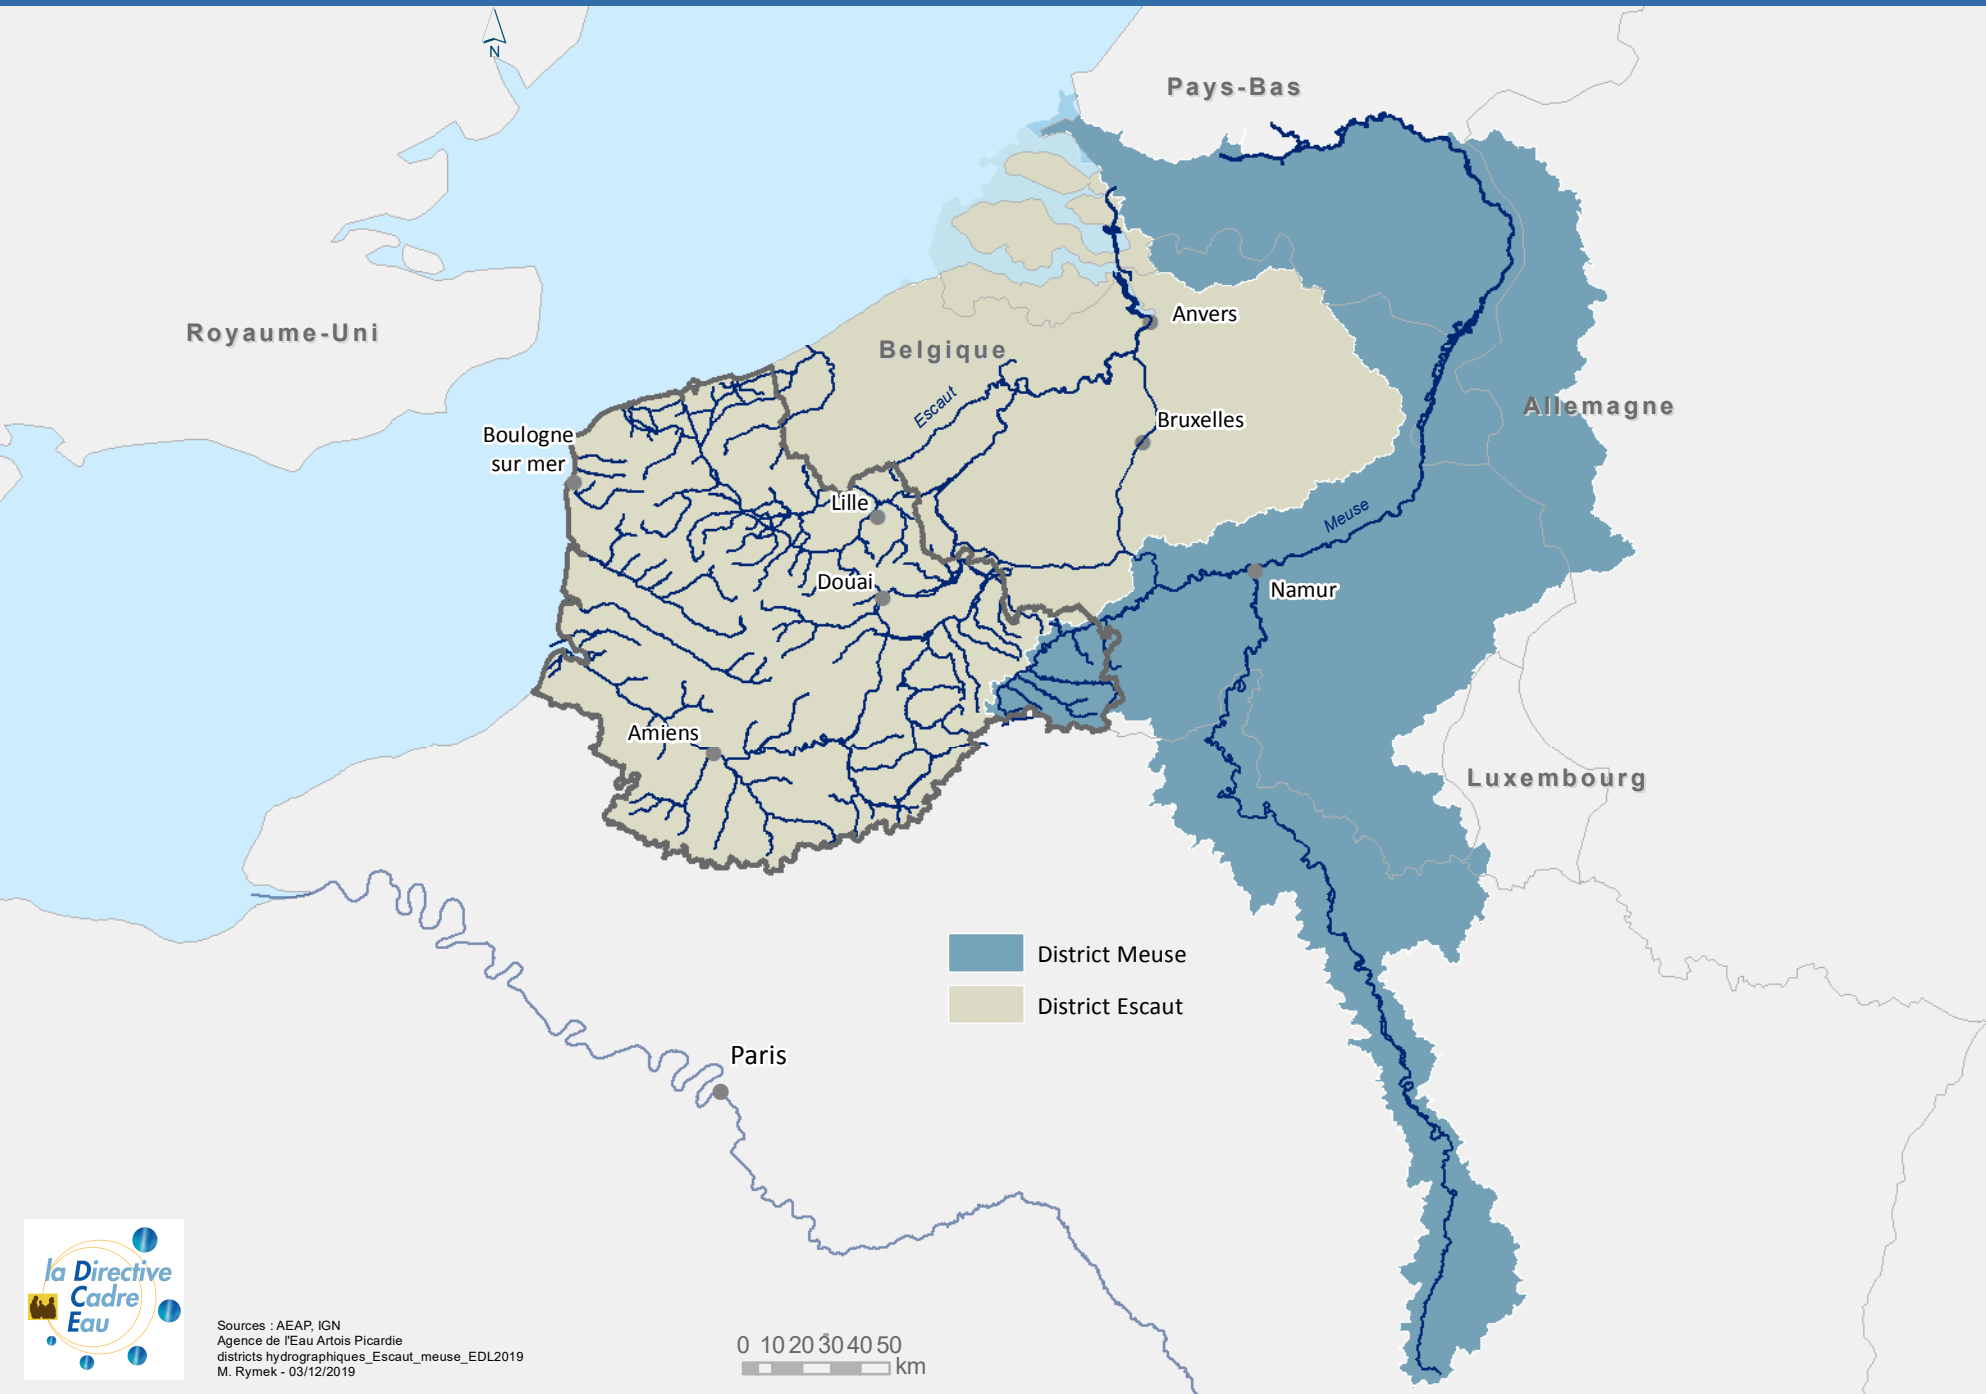 N
Pays-Bas
Royaume-Uni
Anvers
Belgique
Escaut
Allemagne
Bruxelles
Boulogne
sur mer
Lille
Meuse
Douai
Namur
Amiens
Luxembourg
District Meuse
District Escaut
Paris
la Directive
Cadre
Eau
Sources : AEAP, IGN
Agence de l'Eau Artois Picardie
districts hydrographiques_Escaut_meuse_EDL2019
M. Rymek - 03/12/2019
0 10 20 30 40 50
km